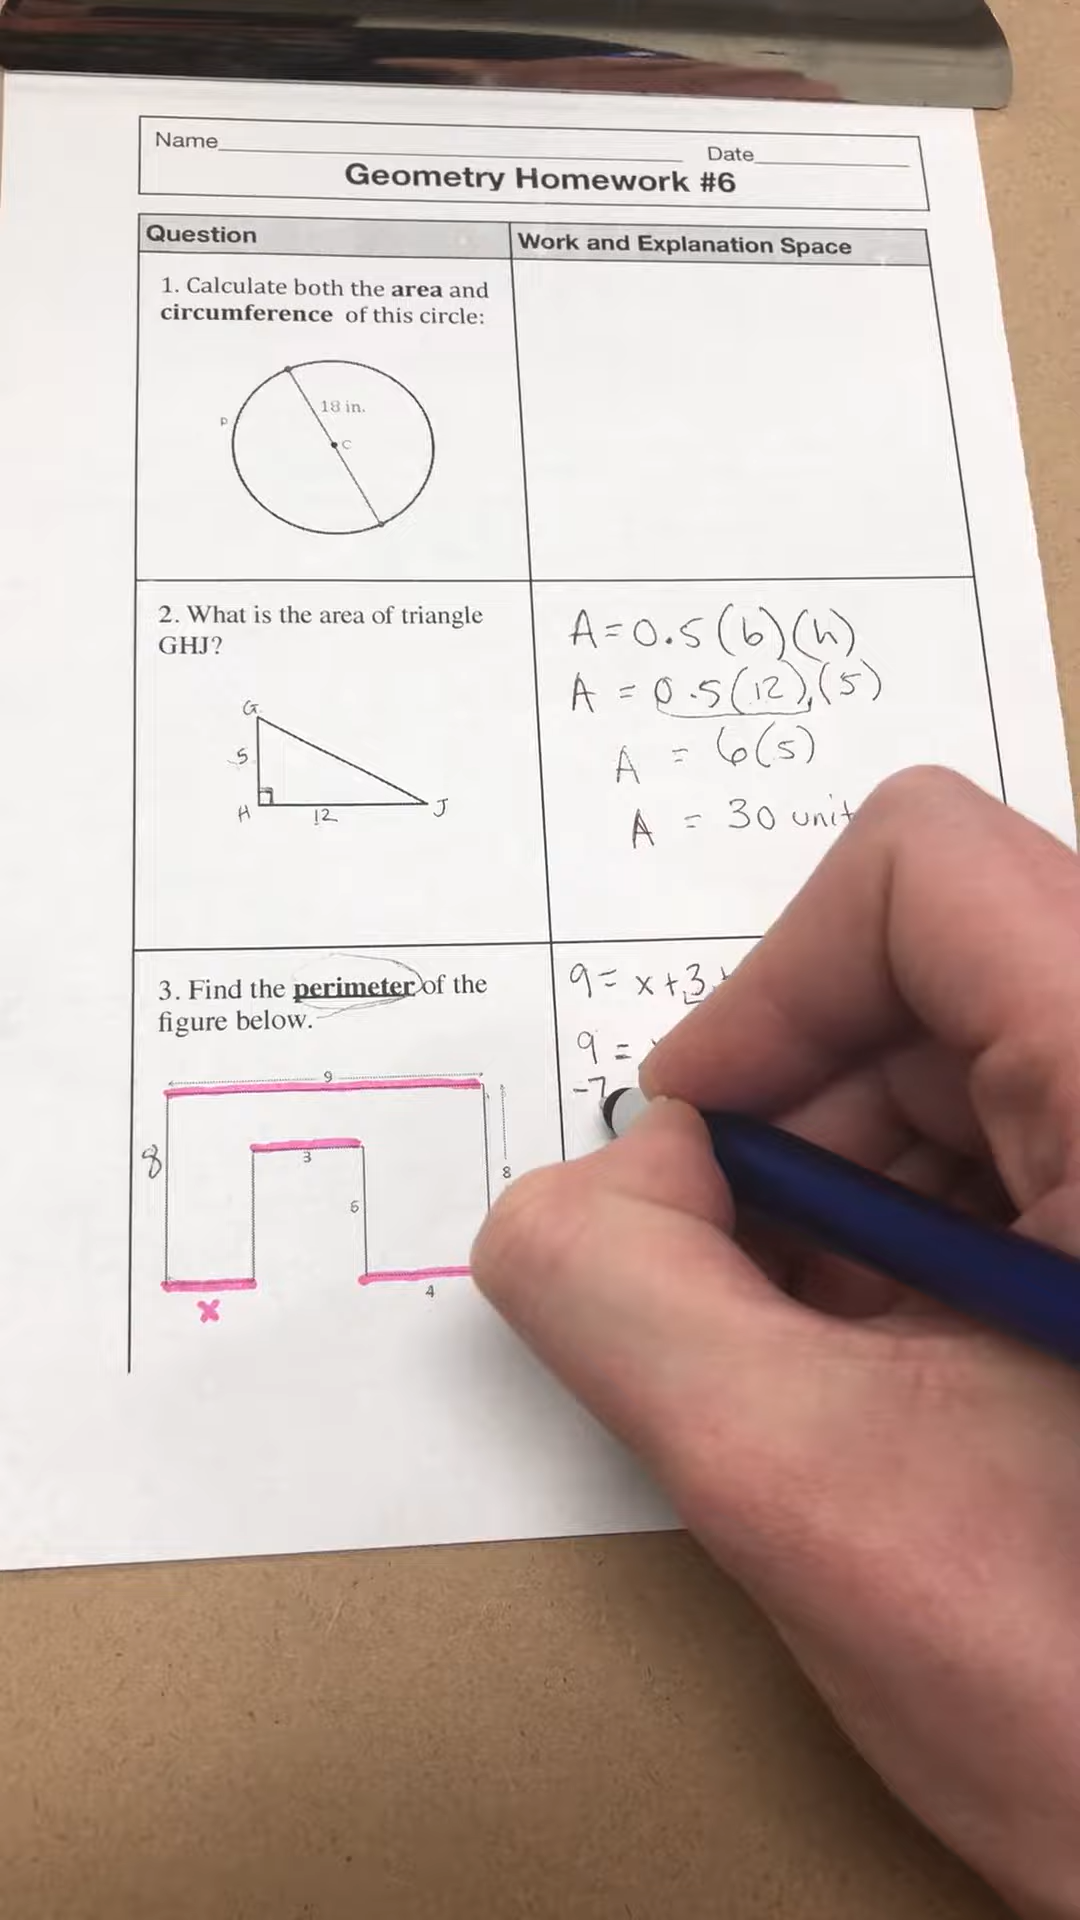 Name Date
Geometry Homework #6
Question
Work and Explanation Space
1. Calculate both the area and
circumference of this circle:
18 in.
P
C
2. What is the area of triangle
GHJ?
G
5
H
12
J
A = 0.5 (b) (h)
A = 0.5 (12) (5)
A = 6(5)
A = 30
3. Find the perimeter of the
figure below.
9
8
3
8
6
4
x
9 = x + 3
9 =
-7